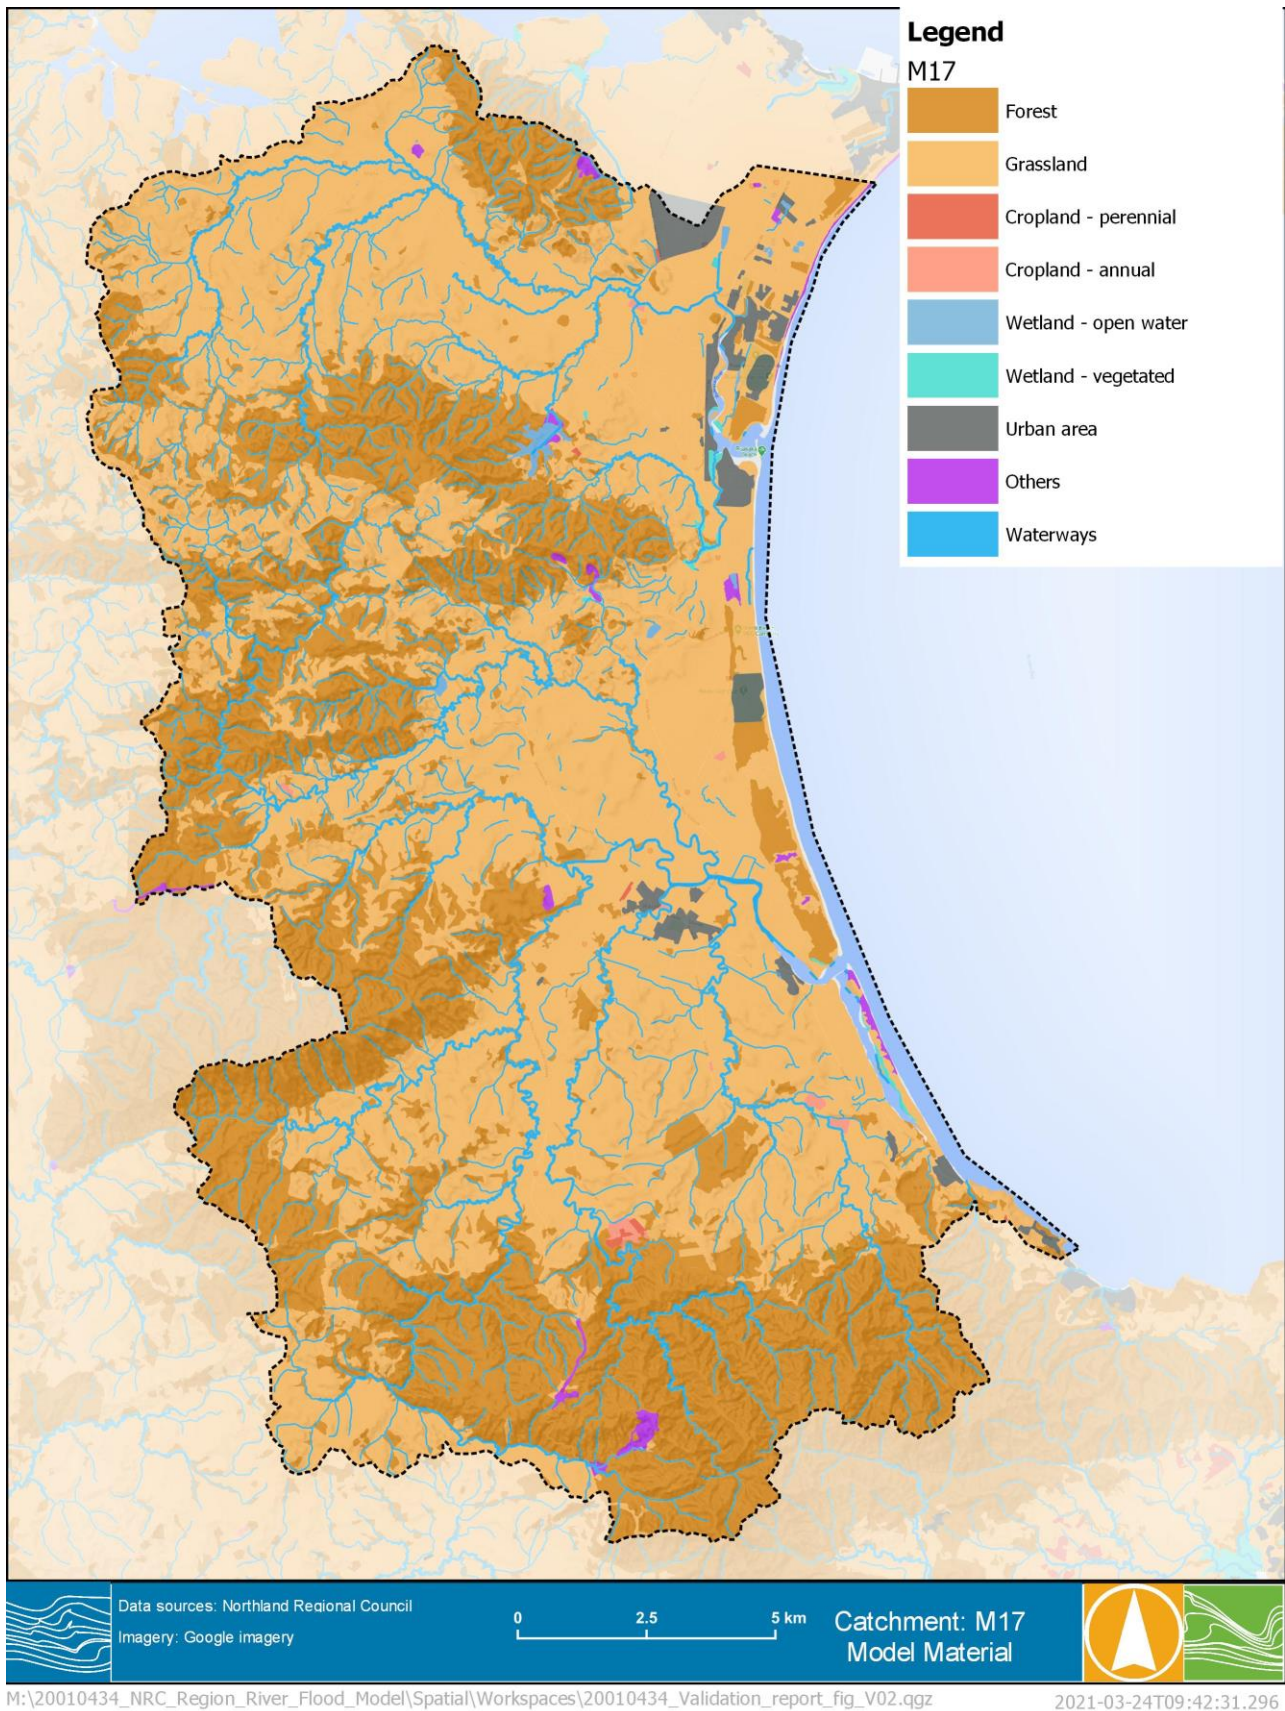 Legend
M17
Forest
Grassland
Cropland - perennial
Cropland - annual
Wetland - open water
Wetland - vegetated
Urban area
Others
Waterways
Data sources: Northland Regional Council
Imagery: Google imagery
0 2.5 5 km
Catchment: M17
Model Material
M:\20010434_NRC_Region_River_Flood_Model\Spatial\Workspaces\20010434_Validation_report_fig_V02.qgz
2021-03-24T09:42:31.296